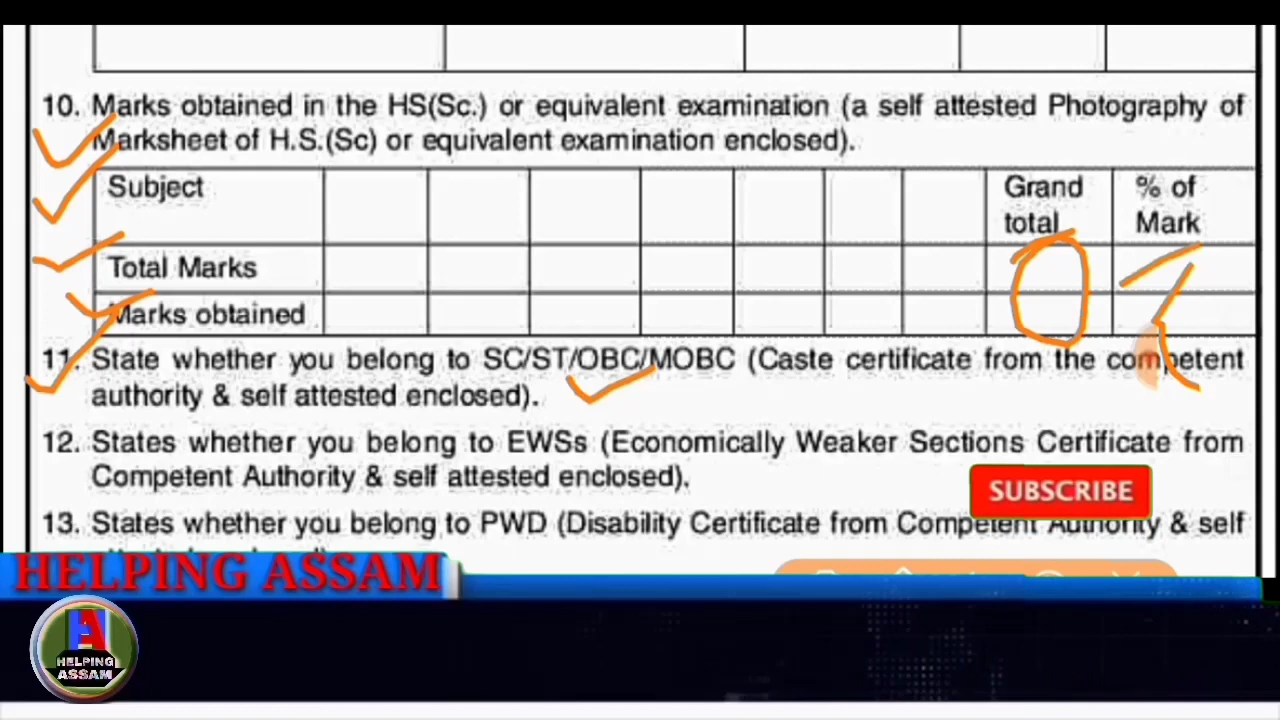 10. Marks obtained in the HS(Sc.) or equivalent examination (a self attested Photography of
Marksheet of H.S.(Sc) or equivalent examination enclosed).
Subject
Grand total
% of Mark
Total Marks
Marks obtained
11. State whether you belong to SC/ST/OBC/MOBC (Caste certificate from the competent
authority & self attested enclosed).
12. States whether you belong to EWSs (Economically Weaker Sections Certificate from
Competent Authority & self attested enclosed).
SUBSCRIBE
13. States whether you belong to PWD (Disability Certificate from Competent Authority & self
HELPING ASSAM
HELPING
ASSAM